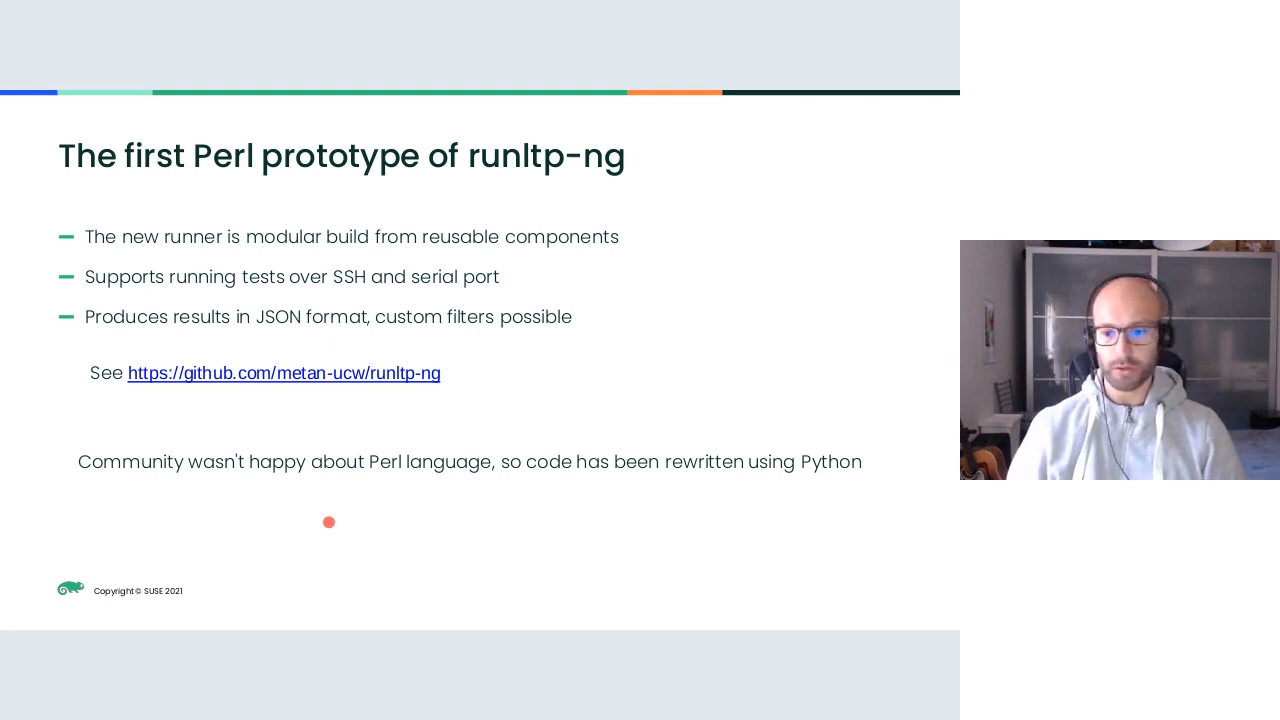 The first Perl prototype of runltp-ng
The new runner is modular build from reusable components
Supports running tests over SSH and serial port
Produces results in JSON format, custom filters possible
See https://github.com/metan-ucw/runltp-ng
Community wasn't happy about Perl language, so code has been rewritten using Python
Copyright © SUSE 2021